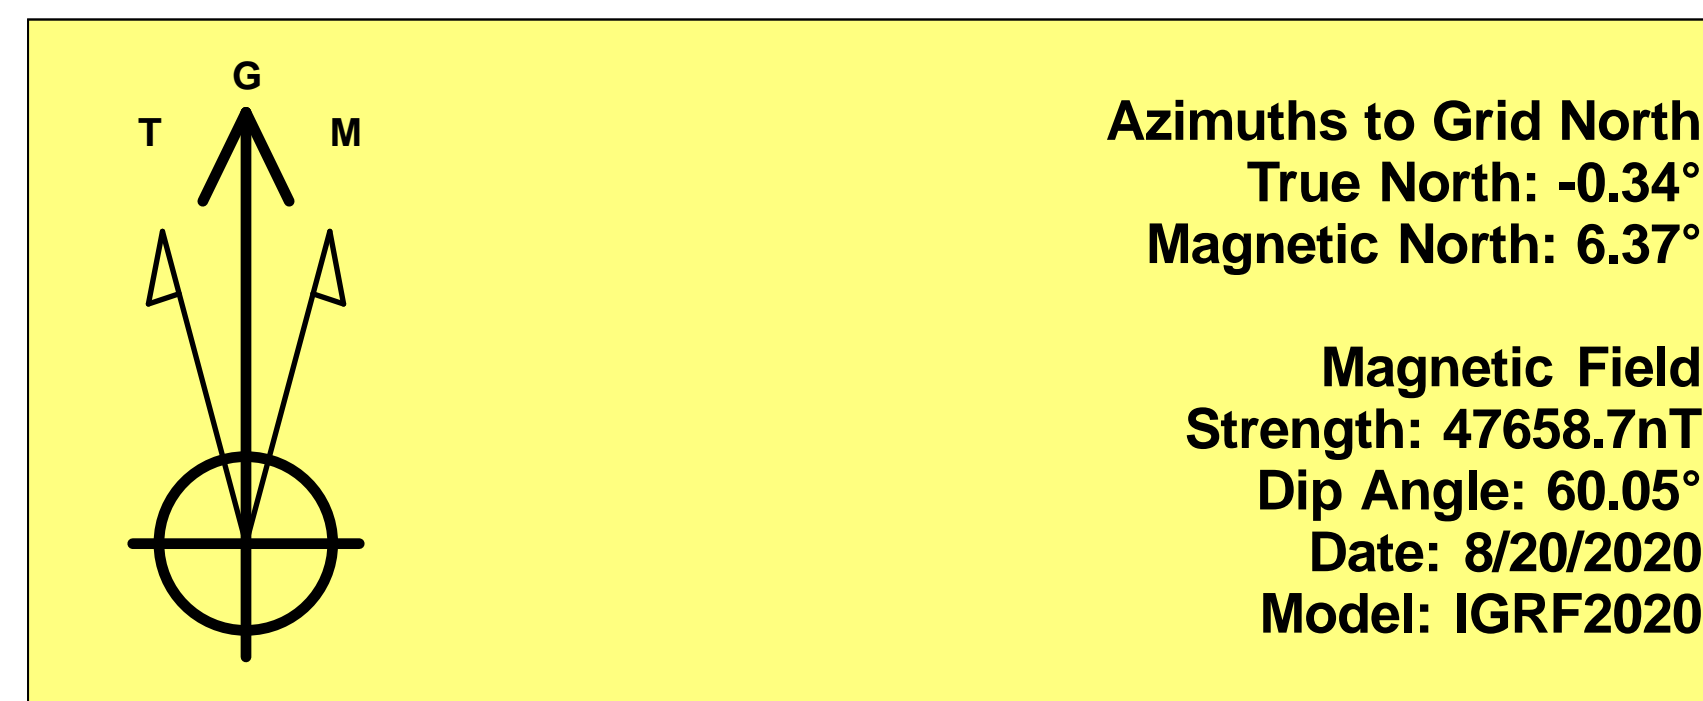 G
T M
Azimuths to Grid North
True North: -0.34°
Magnetic North: 6.37°
Magnetic Field
Strength: 47658.7nT
Dip Angle: 60.05°
Date: 8/20/2020
Model: IGRF2020